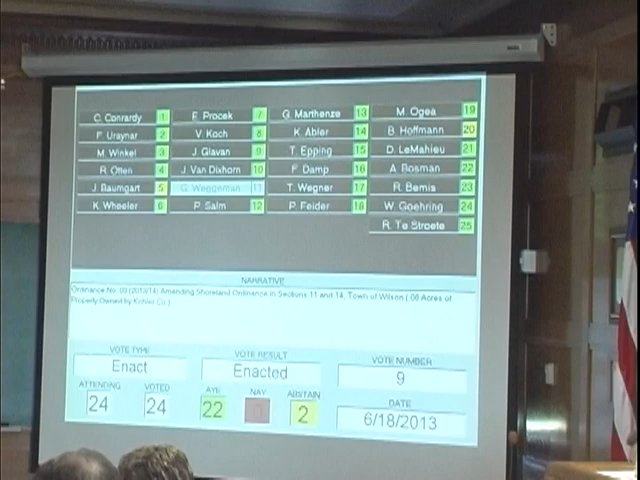 C. Conrardy 1 F. Procek 7 G. Marthenze 13 M. Ogea 19
F. Uraynar 2 V. Koch 8 K. Abler 14 B. Hoffmann 20
M. Winkel 3 J. Glavan 9 T. Epping 15 D. LeMahieu 21
R. Otten 4 J. Van Dixhorn 10 F. Damp 16 A. Bosman 22
J. Baumgart 5 G. Weggeman 11 T. Wegner 17 R. Bemis 23
K. Wheeler 6 P. Salm 12 P. Feider 18 W. Goehring 24
R. Te Stroete 25
NARRATIVE
Ordinance No. 09 (2013/14) Amending Shoreland Ordinance in Sections 11 and 14, Town of Wilson (.08 Acres of
Property Owned by Kohler Co.)
VOTE TYPE VOTE RESULT VOTE NUMBER
Enact Enacted 9
ATTENDING VOTED AYE NAY ABSTAIN DATE
24 24 22 0 2 6/18/2013